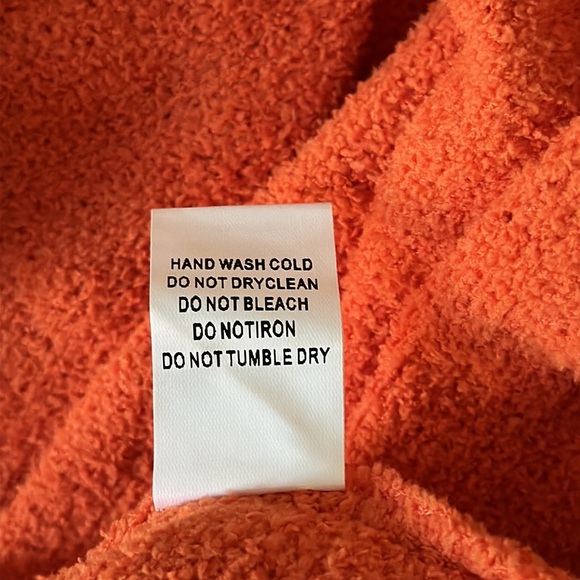 HAND WASH COLD
DO NOT DRYCLEAN
DO NOT BLEACH
DO NOTIRON
DO NOT TUMBLE DRY